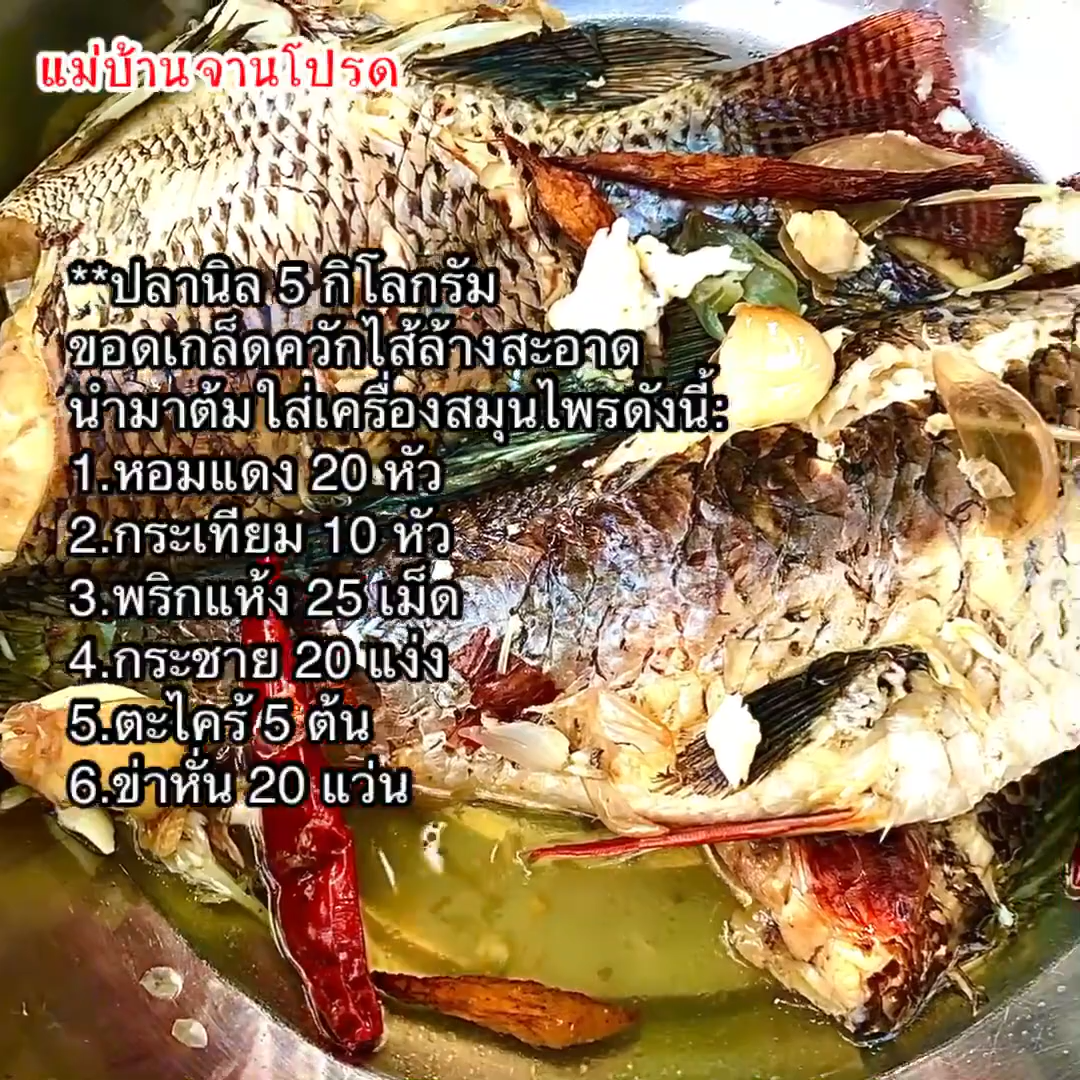 แม่บ้านจานโปรด
**ปลานิล 5 กิโลกรัม
ขอดเกล็ดควักไส้ล้างสะอาด
นำมาต้มใส่เครื่องสมุนไพรดังนี้:
1.หอมแดง 20 หัว
2.กระเทียม 10 หัว
3.พริกแห้ง 25 เม็ด
4.กระชาย 20 แง่ง
5.ตะไคร้ 5 ต้น
6.ข่าหั่น 20 แว่น